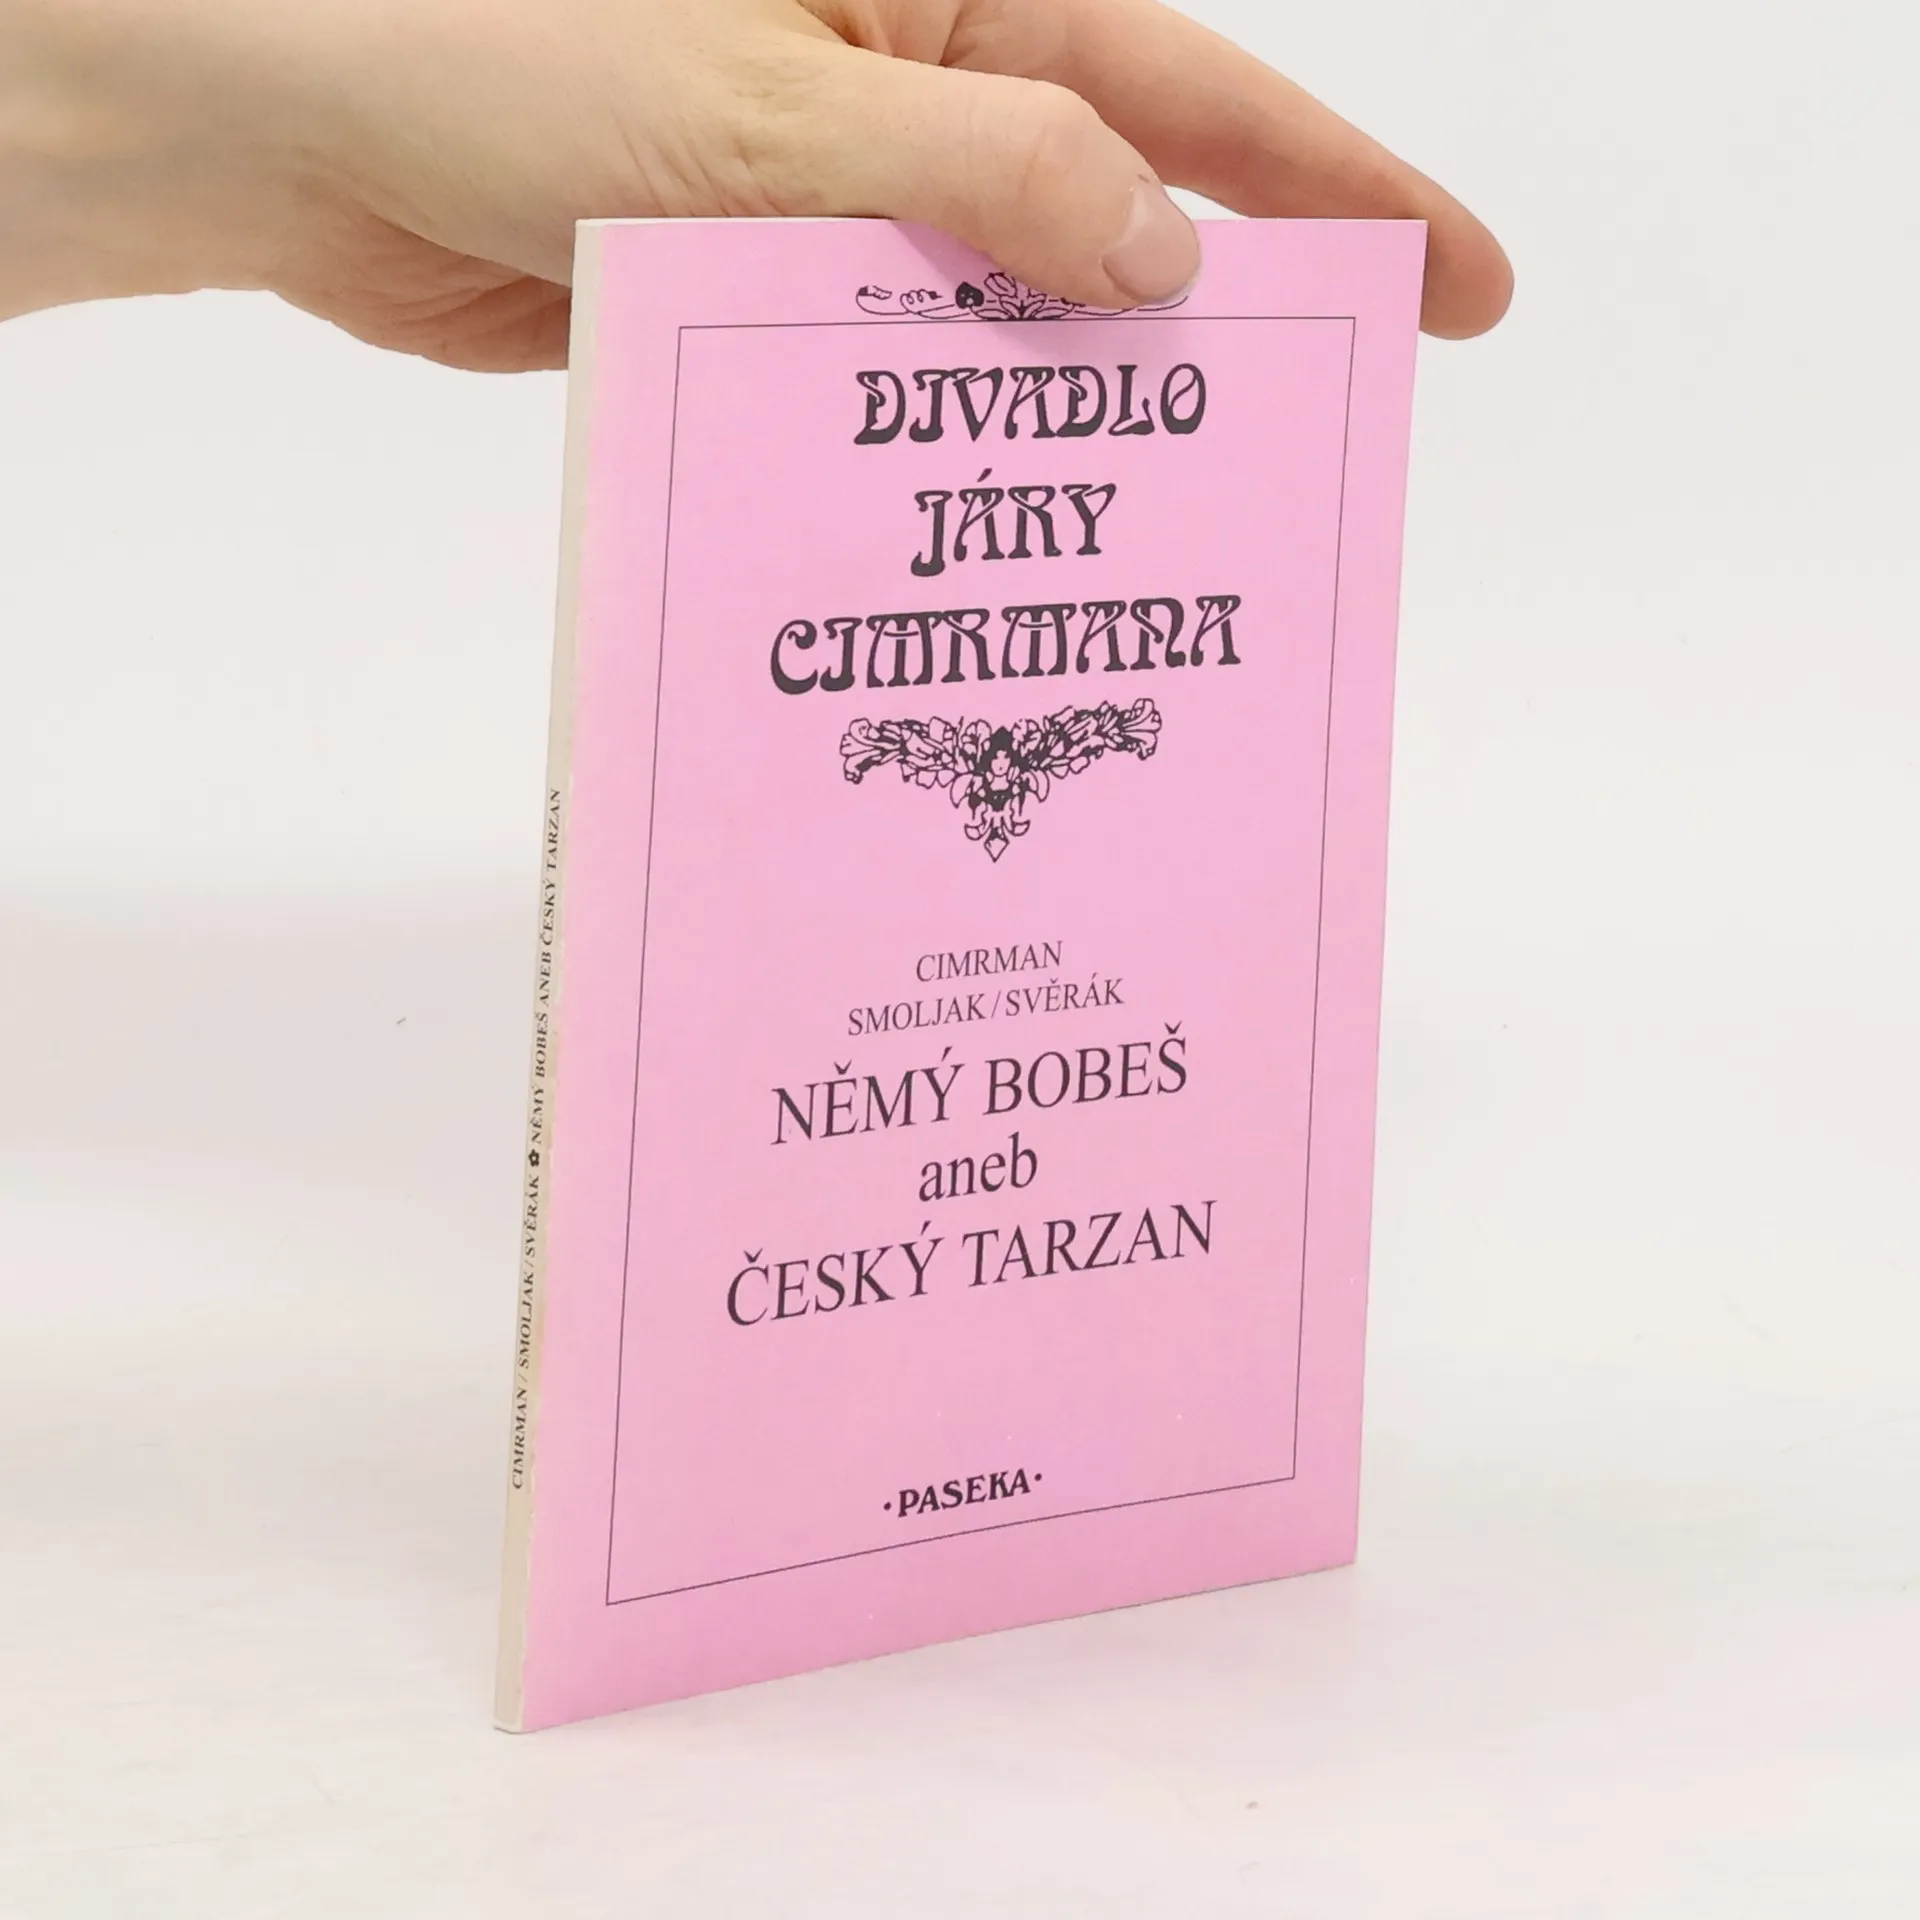 DIVADLO
JÁRY
CIMRMANA
CIMRMAN
SMOLJAK/SVĚRÁK
NĚMÝ BOBEŠ
aneb
ČESKÝ TARZAN
·PASEKA·
CIMRMAN / SMOLJAK / SVĚRÁK ✿ NĚMÝ BOBEŠ ANEB ČESKÝ TARZAN